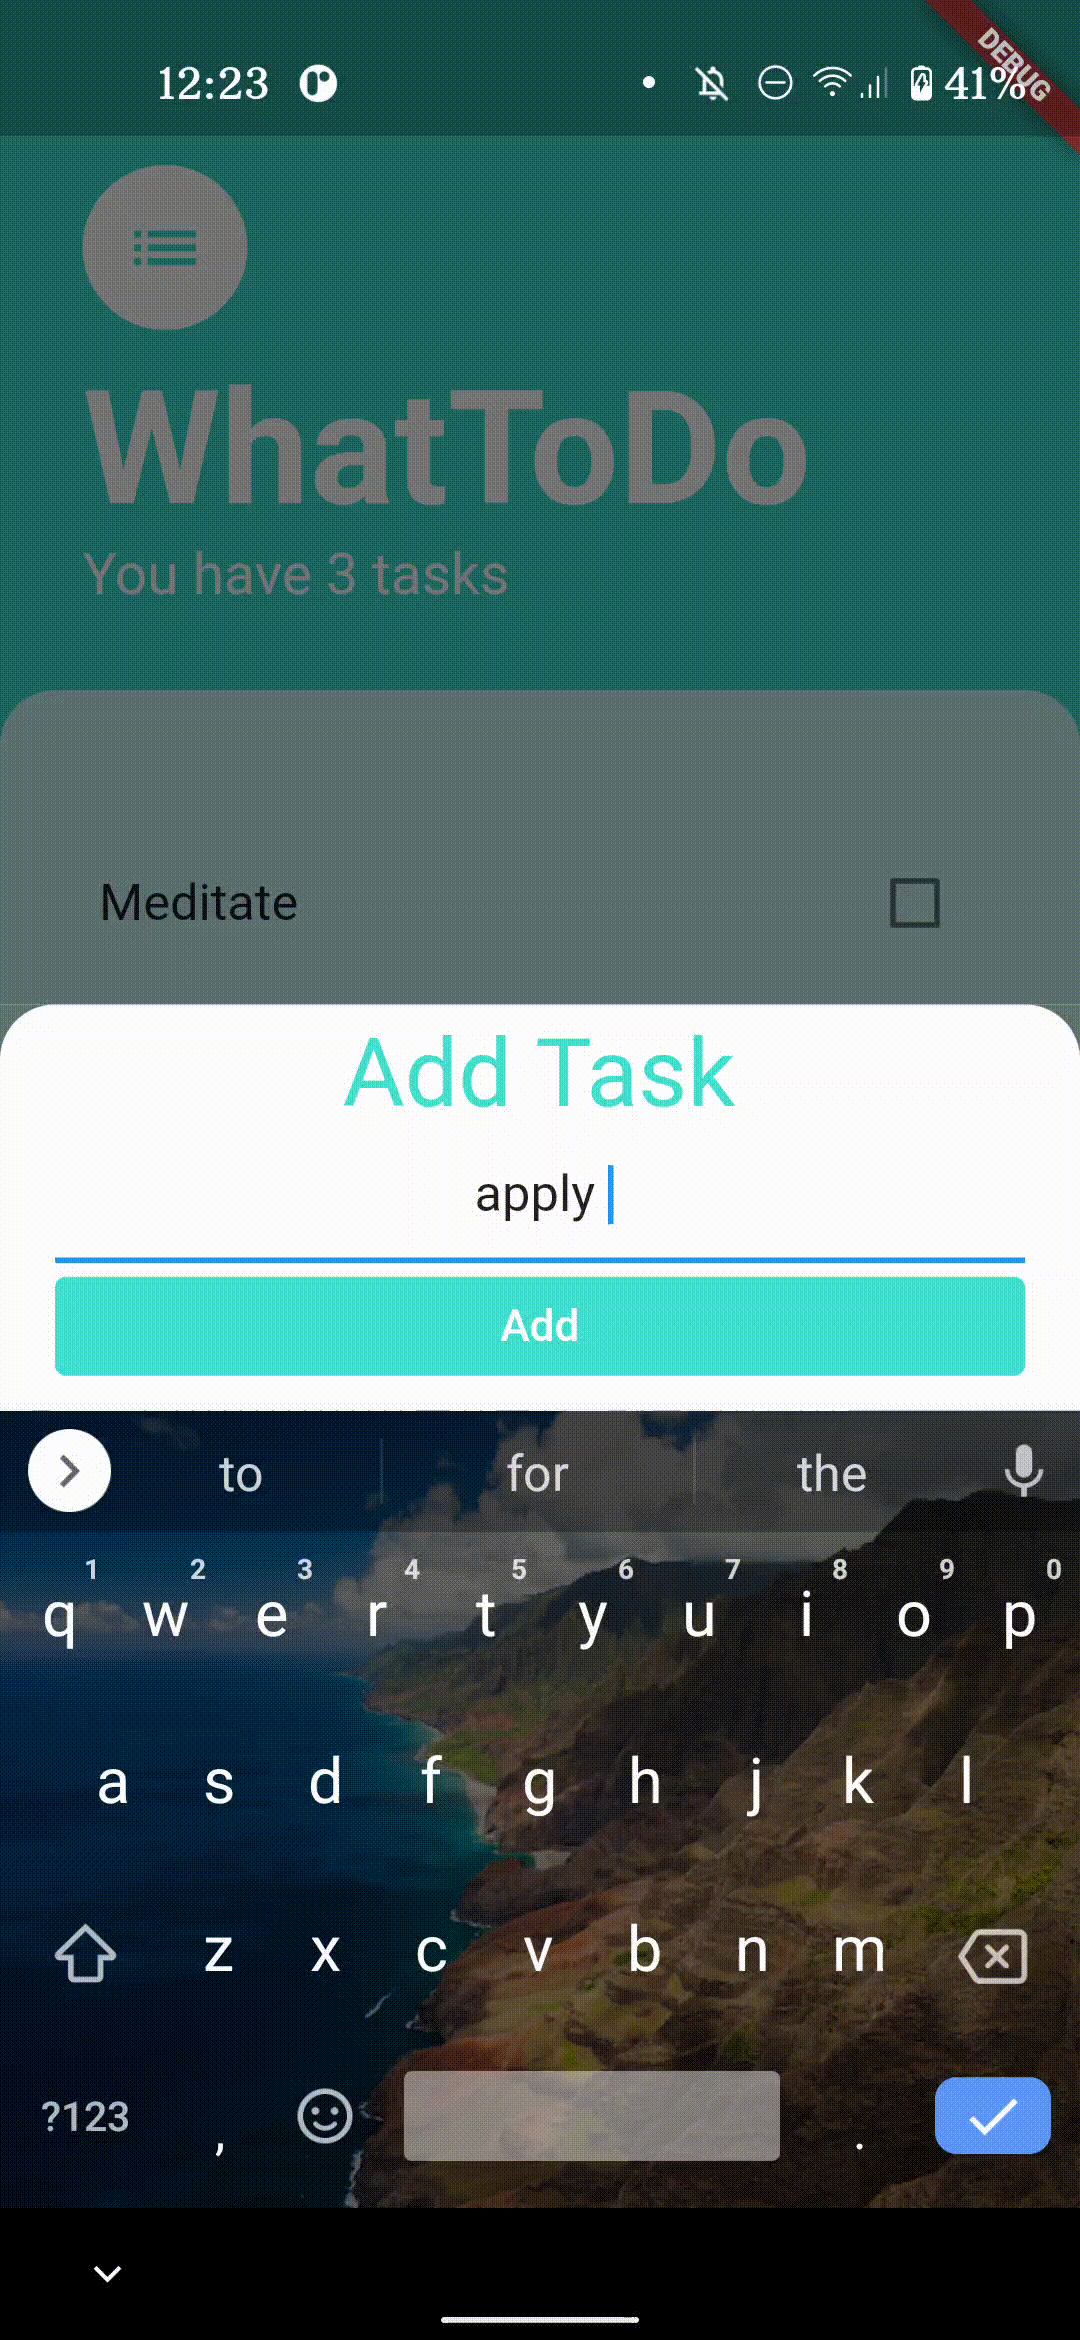 12:23 41%
DEBUG
WhatToDo
You have 3 tasks
Meditate
Add Task
apply
Add
to for the
1 2 3 4 5 6 7 8 9 0
q w e r t y u i o p
a s d f g h j k l
z x c v b n m
?123 , .